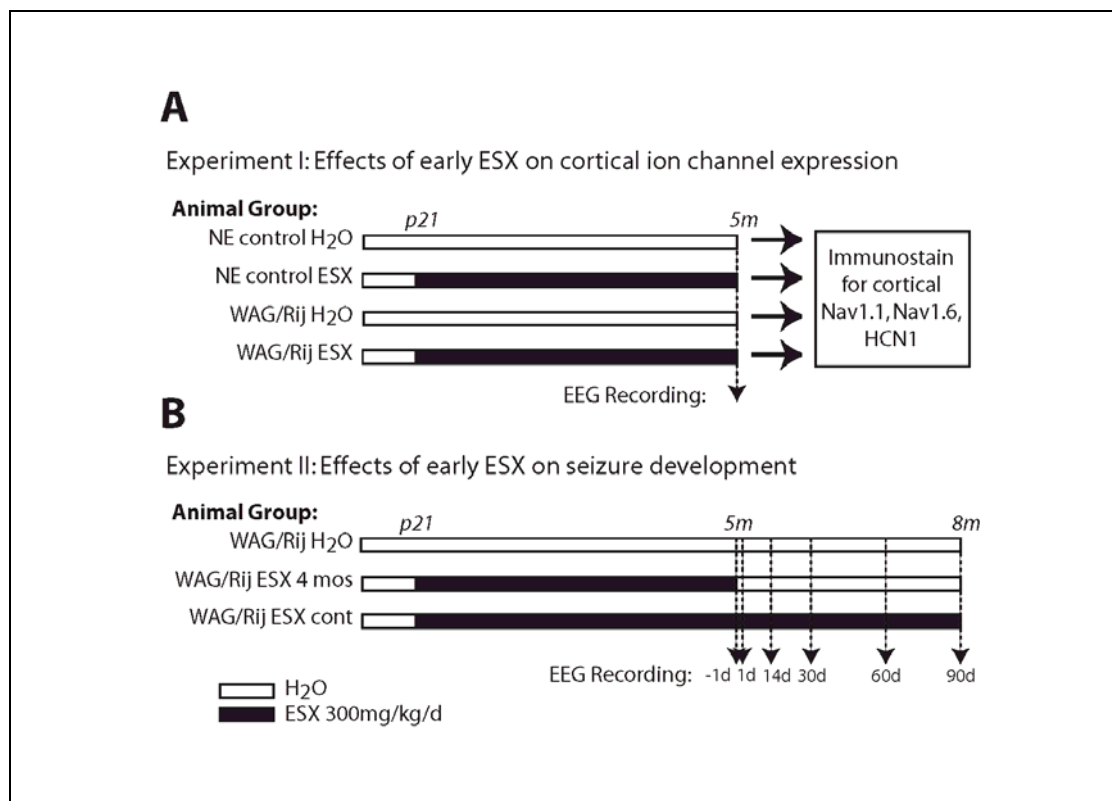 A
Experiment I: Effects of early ESX on cortical ion channel expression
Animal Group:
p21
5m
NE control H2O
NE control ESX
WAG/Rij H2O
WAG/Rij ESX
Immunostain
for cortical
Nav1.1, Nav1.6,
HCN1
EEG Recording:
B
Experiment II: Effects of early ESX on seizure development
Animal Group:
p21
5m
8m
WAG/Rij H2O
WAG/Rij ESX 4 mos
WAG/Rij ESX cont
EEG Recording: -1d 1d 14d 30d 60d 90d
H2O
ESX 300mg/kg/d